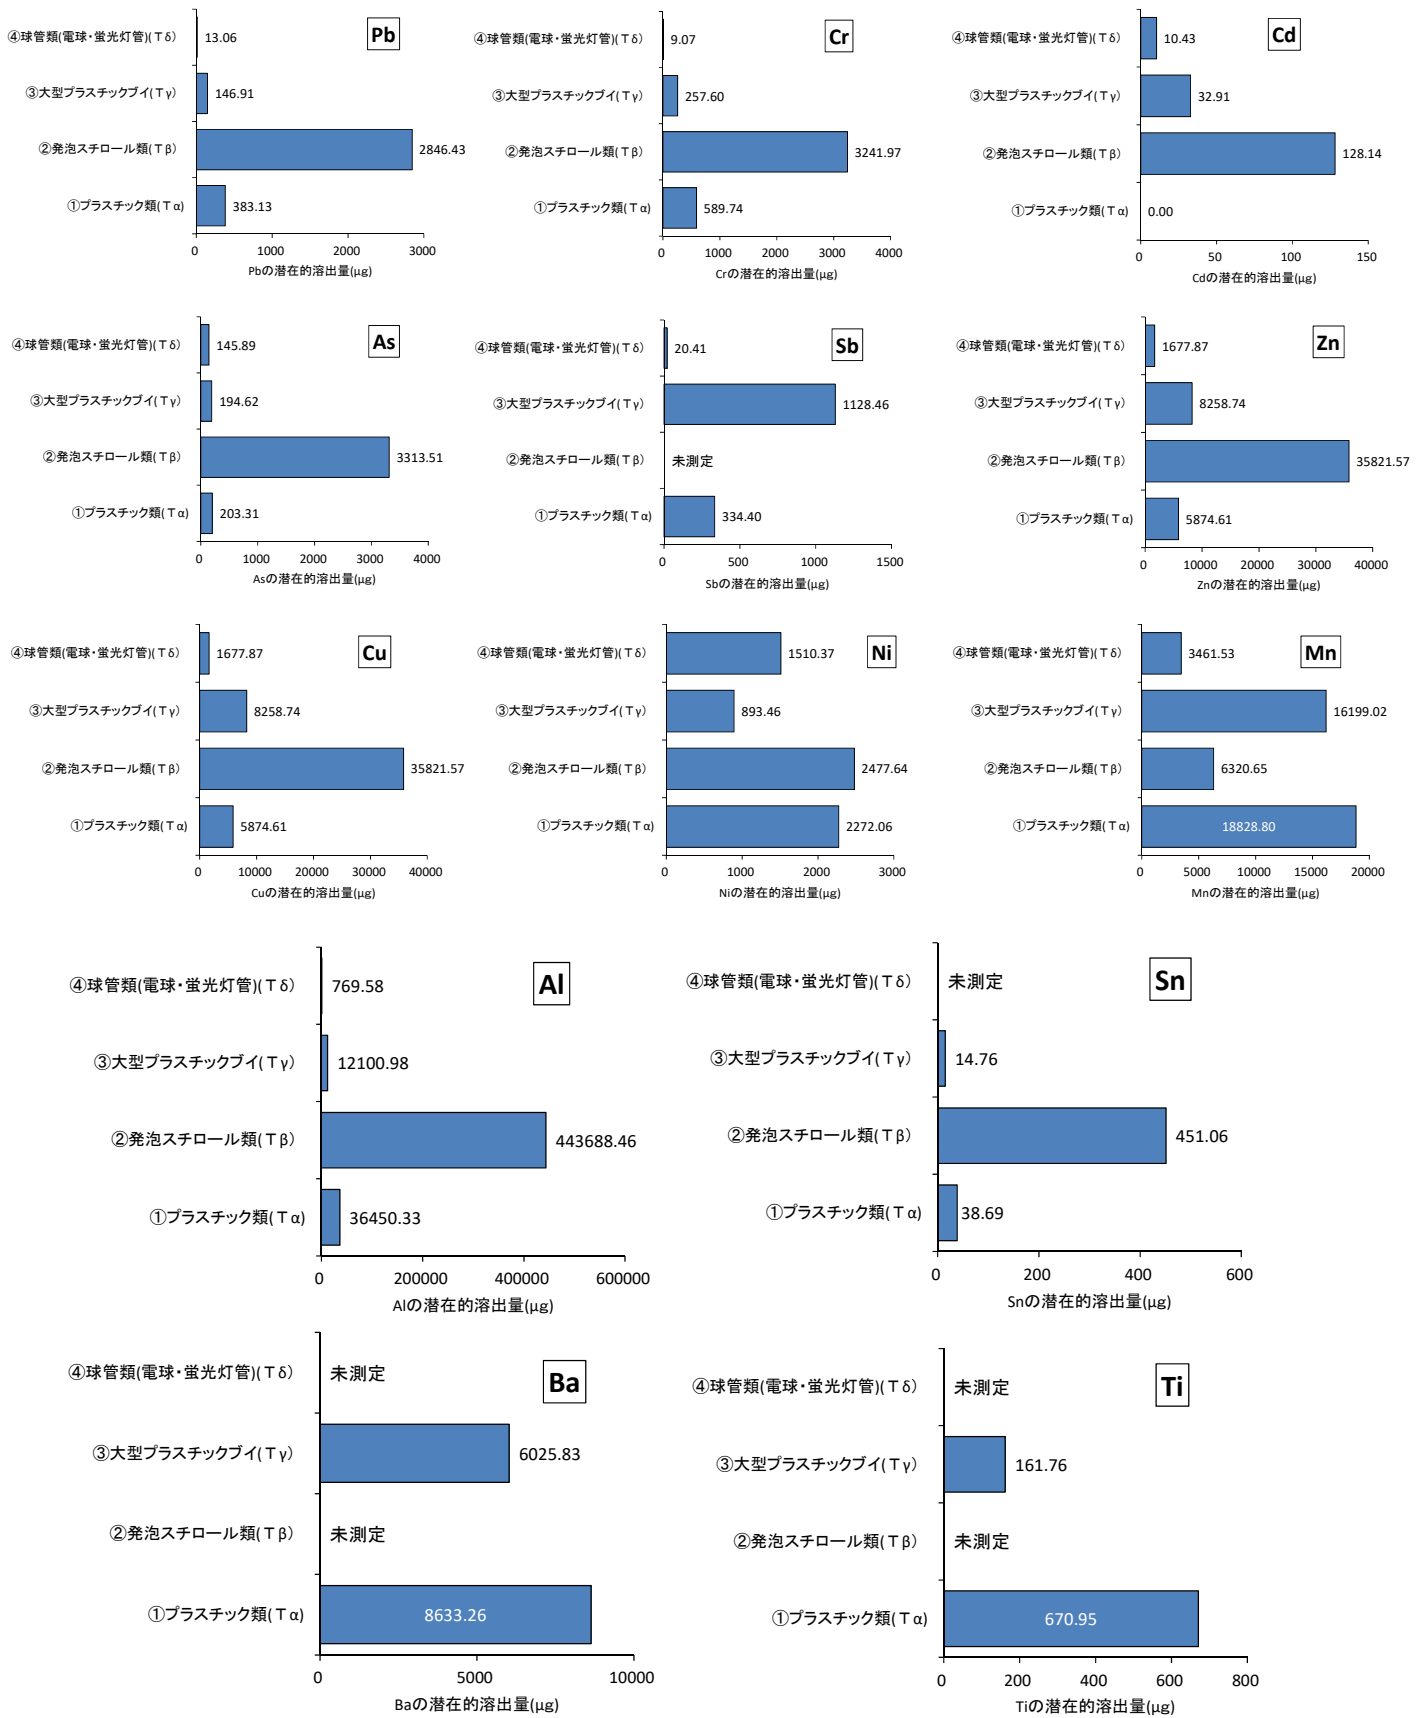 Pb
④球管類(電球・蛍光灯管)(Tδ) 13.06
③大型プラスチックブイ(Tγ) 146.91
②発泡スチロール類(Tβ) 2846.43
①プラスチック類(Tα) 383.13
0 1000 2000 3000
Pbの潜在的溶出量(μg)
Cr
④球管類(電球・蛍光灯管)(Tδ) 9.07
③大型プラスチックブイ(Tγ) 257.60
②発泡スチロール類(Tβ) 3241.97
①プラスチック類(Tα) 589.74
0 1000 2000 3000 4000
Crの潜在的溶出量(μg)
Cd
④球管類(電球・蛍光灯管)(Tδ) 10.43
③大型プラスチックブイ(Tγ) 32.91
②発泡スチロール類(Tβ) 128.14
①プラスチック類(Tα) 0.00
0 50 100 150
Cdの潜在的溶出量(μg)
As
④球管類(電球・蛍光灯管)(Tδ) 145.89
③大型プラスチックブイ(Tγ) 194.62
②発泡スチロール類(Tβ) 3313.51
①プラスチック類(Tα) 203.31
0 1000 2000 3000 4000
Asの潜在的溶出量(μg)
Sb
④球管類(電球・蛍光灯管)(Tδ) 20.41
③大型プラスチックブイ(Tγ) 1128.46
②発泡スチロール類(Tβ) 未測定
①プラスチック類(Tα) 334.40
0 500 1000 1500
Sbの潜在的溶出量(μg)
Zn
④球管類(電球・蛍光灯管)(Tδ) 1677.87
③大型プラスチックブイ(Tγ) 8258.74
②発泡スチロール類(Tβ) 35821.57
①プラスチック類(Tα) 5874.61
0 10000 20000 30000 40000
Znの潜在的溶出量(μg)
Cu
④球管類(電球・蛍光灯管)(Tδ) 1677.87
③大型プラスチックブイ(Tγ) 8258.74
②発泡スチロール類(Tβ) 35821.57
①プラスチック類(Tα) 5874.61
0 10000 20000 30000 40000
Cuの潜在的溶出量(μg)
Ni
④球管類(電球・蛍光灯管)(Tδ) 1510.37
③大型プラスチックブイ(Tγ) 893.46
②発泡スチロール類(Tβ) 2477.64
①プラスチック類(Tα) 2272.06
0 1000 2000 3000
Niの潜在的溶出量(μg)
Mn
④球管類(電球・蛍光灯管)(Tδ) 3461.53
③大型プラスチックブイ(Tγ) 16199.02
②発泡スチロール類(Tβ) 6320.65
①プラスチック類(Tα) 18828.80
0 5000 10000 15000 20000
Mnの潜在的溶出量(μg)
Al
④球管類(電球・蛍光灯管)(Tδ) 769.58
③大型プラスチックブイ(Tγ) 12100.98
②発泡スチロール類(Tβ) 443688.46
①プラスチック類(Tα) 36450.33
0 200000 400000 600000
Alの潜在的溶出量(μg)
Sn
④球管類(電球・蛍光灯管)(Tδ) 未測定
③大型プラスチックブイ(Tγ) 14.76
②発泡スチロール類(Tβ) 451.06
①プラスチック類(Tα) 38.69
0 200 400 600
Snの潜在的溶出量(μg)
Ba
④球管類(電球・蛍光灯管)(Tδ) 未測定
③大型プラスチックブイ(Tγ) 6025.83
②発泡スチロール類(Tβ) 未測定
①プラスチック類(Tα) 8633.26
0 5000 10000
Baの潜在的溶出量(μg)
Ti
④球管類(電球・蛍光灯管)(Tδ) 未測定
③大型プラスチックブイ(Tγ) 161.76
②発泡スチロール類(Tβ) 未測定
①プラスチック類(Tα) 670.95
0 200 400 600 800
Tiの潜在的溶出量(μg)